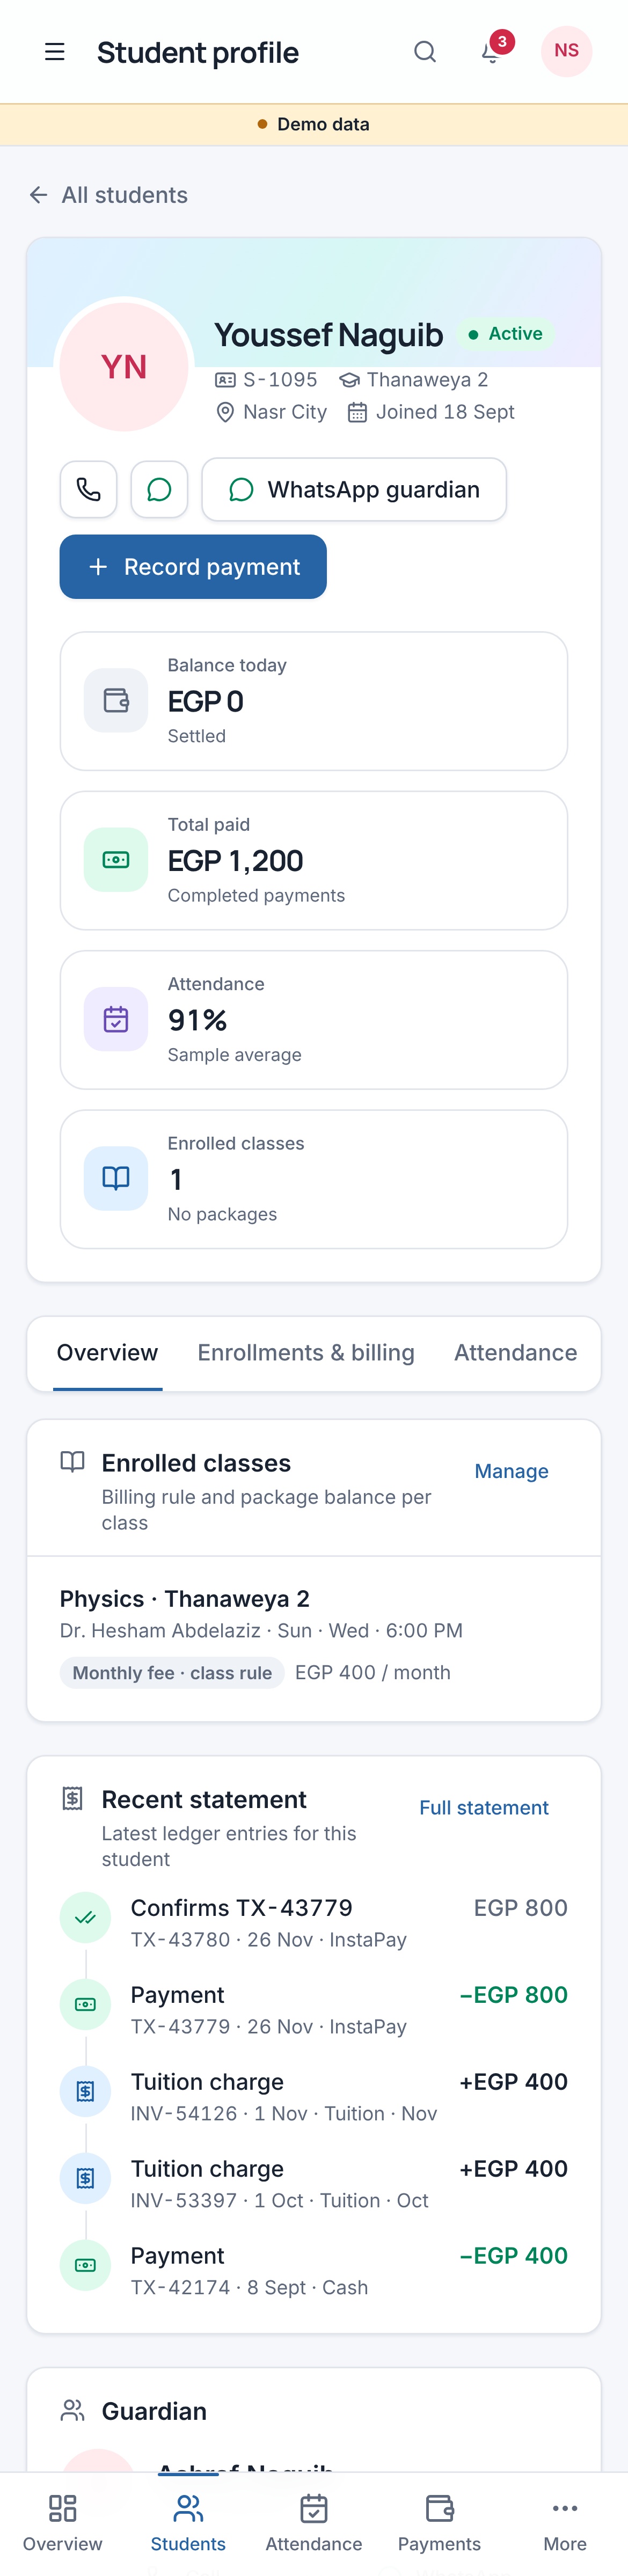 Student profile
3
NS
Demo data
All students
YN
Youssef Naguib
Active
S-1095
Thanaweya 2
Nasr City
Joined 18 Sept
WhatsApp guardian
Record payment
Balance today
EGP 0
Settled
Total paid
EGP 1,200
Completed payments
Attendance
91%
Sample average
Enrolled classes
1
No packages
Overview
Enrollments & billing
Attendance
Enrolled classes
Manage
Billing rule and package balance per
class
Physics · Thanaweya 2
Dr. Hesham Abdelaziz · Sun · Wed · 6:00 PM
Monthly fee · class rule
EGP 400 / month
Recent statement
Full statement
Latest ledger entries for this
student
Confirms TX-43779
EGP 800
TX-43780 · 26 Nov · InstaPay
Payment
−EGP 800
TX-43779 · 26 Nov · InstaPay
Tuition charge
+EGP 400
INV-54126 · 1 Nov · Tuition · Nov
Tuition charge
+EGP 400
INV-53397 · 1 Oct · Tuition · Oct
Payment
−EGP 400
TX-42174 · 8 Sept · Cash
Guardian
Overview
Students
Attendance
Payments
More